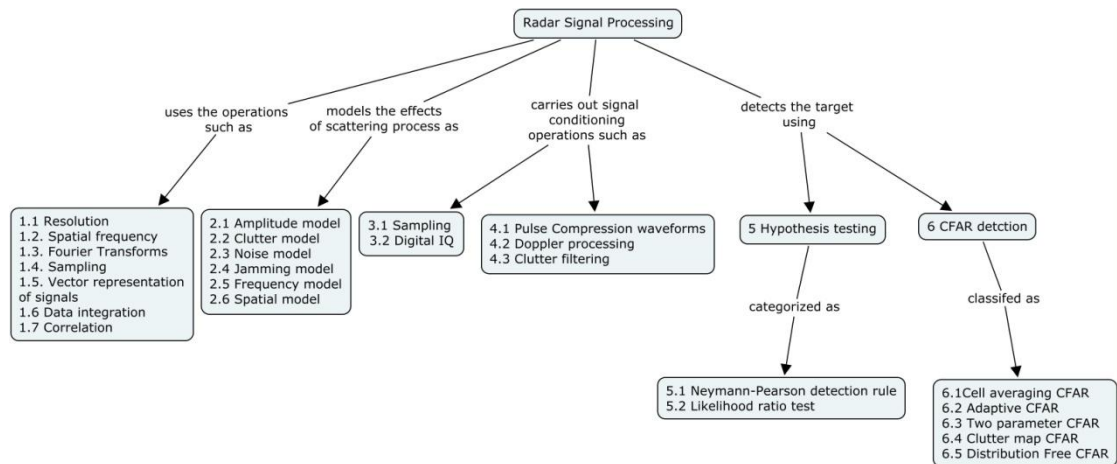 Radar Signal Processing
uses the operations
such as
models the effects
of scattering process as
carries out signal
conditioning
operations such as
detects the target
using
1.1 Resolution
1.2. Spatial frequency
1.3. Fourier Transforms
1.4. Sampling
1.5. Vector representation
of signals
1.6 Data integration
1.7 Correlation
2.1 Amplitude model
2.2 Clutter model
2.3 Noise model
2.4 Jamming model
2.5 Frequency model
2.6 Spatial model
3.1 Sampling
3.2 Digital IQ
4.1 Pulse Compression waveforms
4.2 Doppler processing
4.3 Clutter filtering
5 Hypothesis testing
6 CFAR detction
categorized as
classifed as
5.1 Neymann-Pearson detection rule
5.2 Likelihood ratio test
6.1Cell averaging CFAR
6.2 Adaptive CFAR
6.3 Two parameter CFAR
6.4 Clutter map CFAR
6.5 Distribution Free CFAR